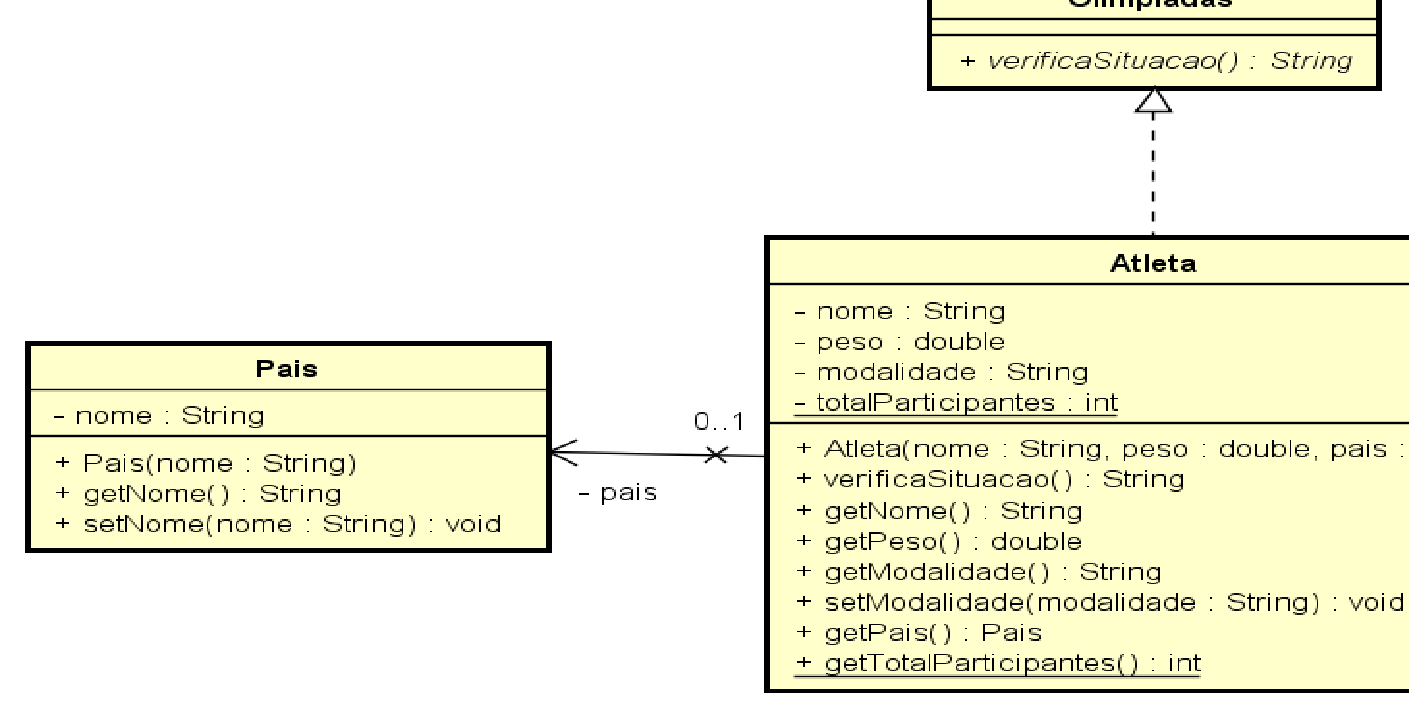 Olimpiadas
+ verificaSituacao() : String
Atleta
- nome : String
- peso : double
- modalidade : String
- totalParticipantes : int
+ Atleta(nome : String, peso : double, pais :
+ verificaSituacao() : String
+ getNome() : String
+ getPeso() : double
+ getModalidade() : String
+ setModalidade(modalidade : String) : void
+ getPais() : Pais
+ getTotalParticipantes() : int
Pais
- nome : String
+ Pais(nome : String)
+ getNome() : String
+ setNome(nome : String) : void
0..1
- pais